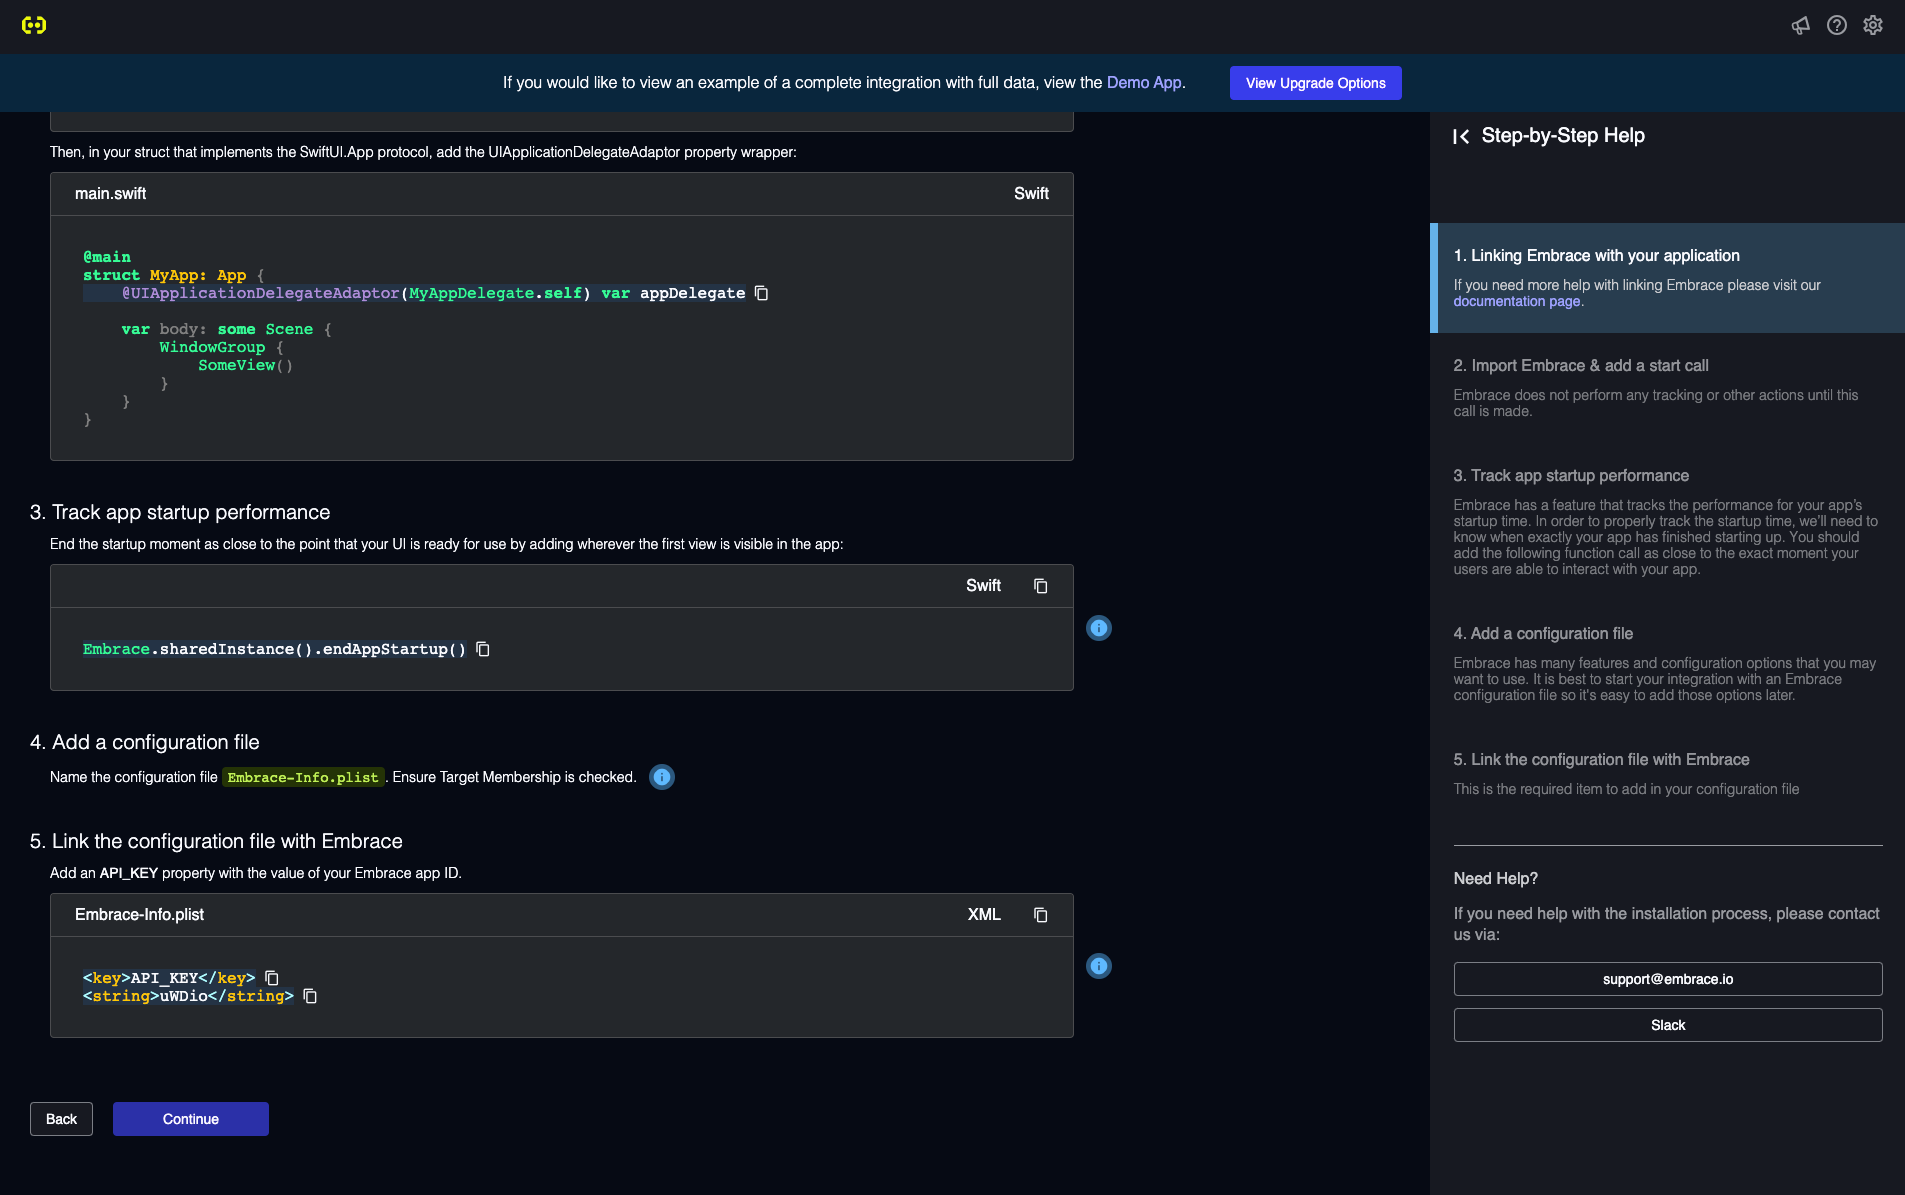 If you would like to view an example of a complete integration with full data, view the Demo App.
View Upgrade Options
Then, in your struct that implements the SwiftUI.App protocol, add the UIApplicationDelegateAdaptor property wrapper:
main.swift
Swift
@main
struct MyApp: App {
    @UIApplicationDelegateAdaptor(MyAppDelegate.self) var appDelegate
    var body: some Scene {
        WindowGroup {
            SomeView()
        }
    }
}
3. Track app startup performance
End the startup moment as close to the point that your UI is ready for use by adding wherever the first view is visible in the app:
Swift
Embrace.sharedInstance().endAppStartup()
4. Add a configuration file
Name the configuration file Embrace-Info.plist. Ensure Target Membership is checked.
5. Link the configuration file with Embrace
Add an API_KEY property with the value of your Embrace app ID.
Embrace-Info.plist
XML
<key>API_KEY</key>
<string>uWDio</string>
Back
Continue
Step-by-Step Help
1. Linking Embrace with your application
If you need more help with linking Embrace please visit our
documentation page.
2. Import Embrace & add a start call
Embrace does not perform any tracking or other actions until this
call is made.
3. Track app startup performance
Embrace has a feature that tracks the performance for your app's
startup time. In order to properly track the startup time, we'll need to
know when exactly your app has finished starting up. You should
add the following function call as close to the exact moment your
users are able to interact with your app.
4. Add a configuration file
Embrace has many features and configuration options that you may
want to use. It is best to start your integration with an Embrace
configuration file so it's easy to add those options later.
5. Link the configuration file with Embrace
This is the required item to add in your configuration file
Need Help?
If you need help with the installation process, please contact
us via:
support@embrace.io
Slack